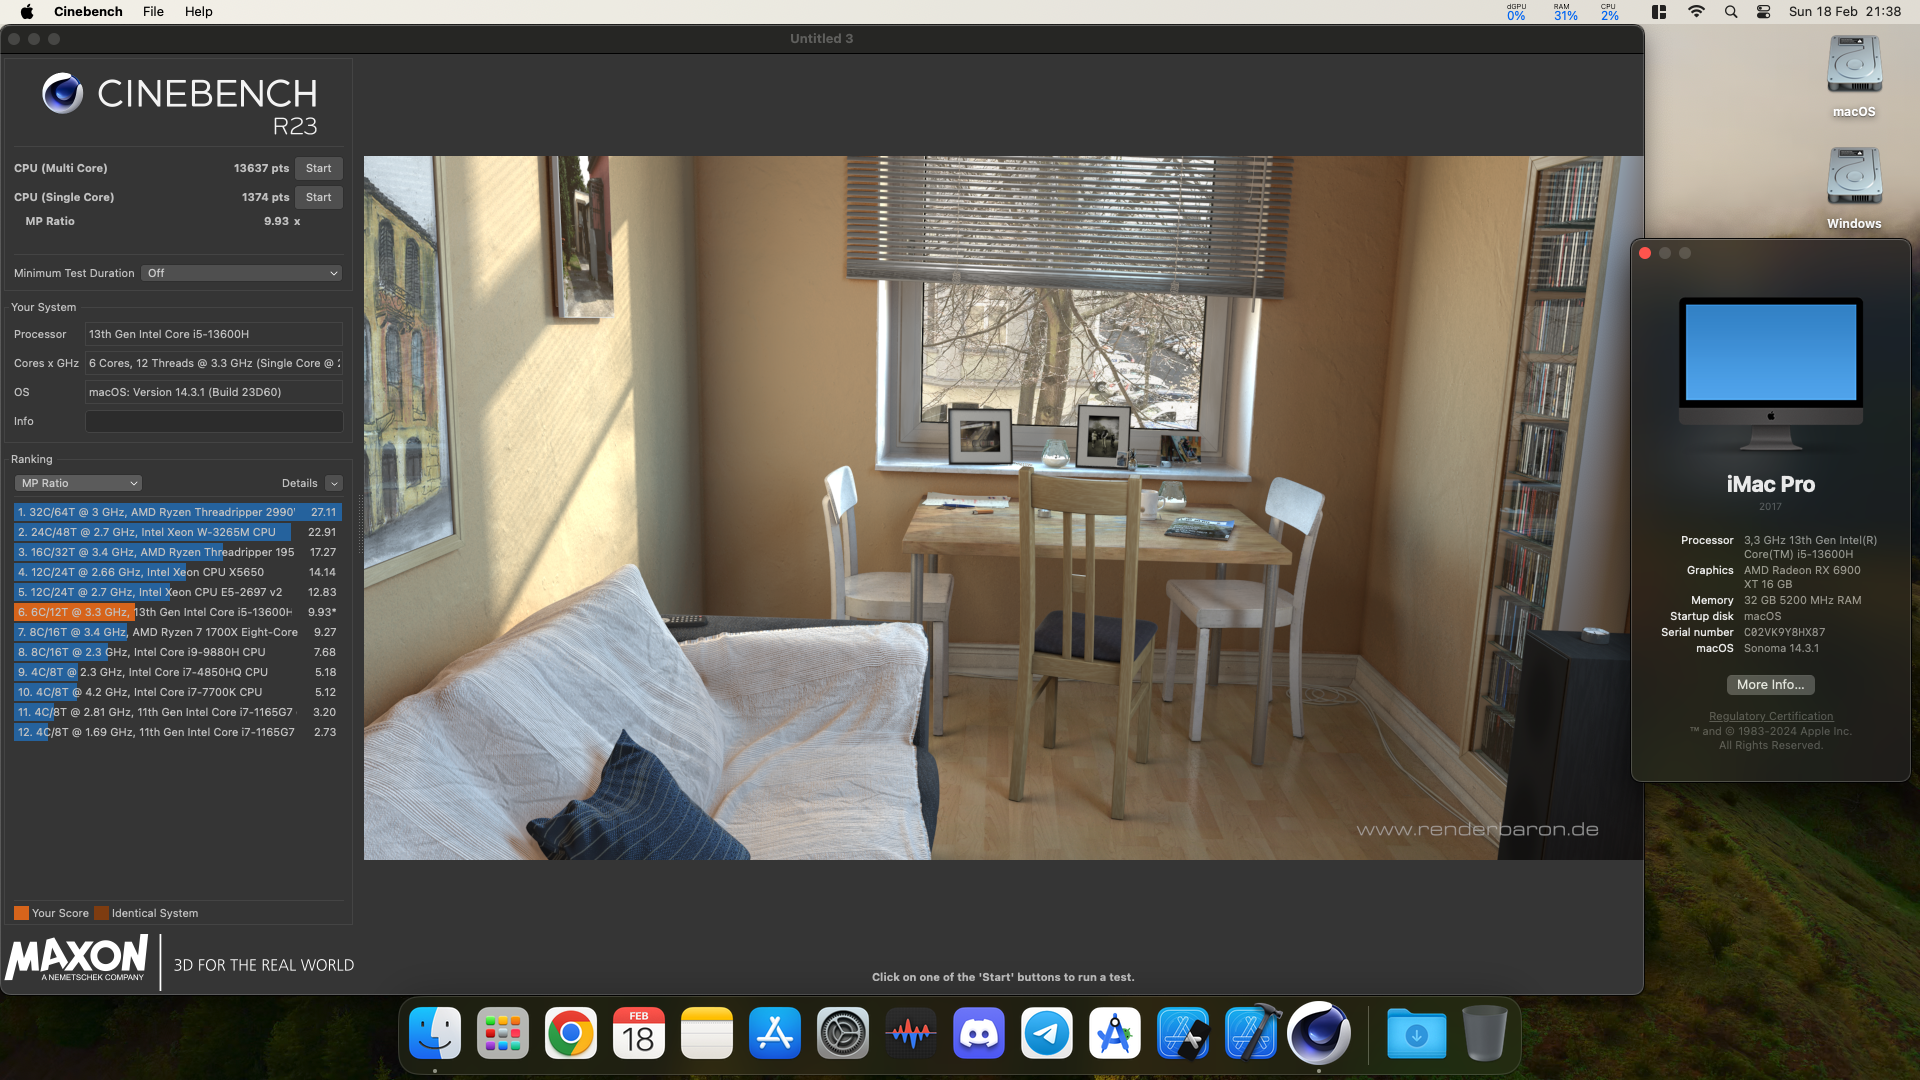 Cinebench File Help
dGPU 0% RAM 31% CPU 2% Sun 18 Feb 21:38
Untitled 3
CINEBENCH
R23
CPU (Multi Core) 13637 pts Start
CPU (Single Core) 1374 pts Start
MP Ratio 9.93 x
Minimum Test Duration Off
Your System
Processor 13th Gen Intel Core i5-13600H
Cores x GHz 6 Cores, 12 Threads @ 3.3 GHz (Single Core @
OS macOS: Version 14.3.1 (Build 23D60)
Info
Ranking
MP Ratio Details
1. 32C/64T @ 3 GHz, AMD Ryzen Threadripper 2990 27.11
2. 24C/48T @ 2.7 GHz, Intel Xeon W-3265M CPU 22.91
3. 16C/32T @ 3.4 GHz, AMD Ryzen Threadripper 195 17.27
4. 12C/24T @ 2.66 GHz, Intel Xeon CPU X5650 14.14
5. 12C/24T @ 2.7 GHz, Intel Xeon CPU E5-2697 v2 12.83
6. 6C/12T @ 3.3 GHz, 13th Gen Intel Core i5-13600H 9.93*
7. 8C/16T @ 3.4 GHz, AMD Ryzen 7 1700X Eight-Core 9.27
8. 8C/16T @ 2.3 GHz, Intel Core i9-9880H CPU 7.68
9. 4C/8T @ 2.3 GHz, Intel Core i7-4850HQ CPU 5.18
10. 4C/8T @ 4.2 GHz, Intel Core i7-7700K CPU 5.12
11. 4C/8T @ 2.81 GHz, 11th Gen Intel Core i7-1165G7 3.20
12. 4C/8T @ 1.69 GHz, 11th Gen Intel Core i7-1165G7 2.73
Your Score Identical System
MAXON
A NEMETSCHEK COMPANY
3D FOR THE REAL WORLD
www.renderbaron.de
Click on one of the 'Start' buttons to run a test.
macOS
Windows
iMac Pro
2017
Processor 3,3 GHz 13th Gen Intel(R)
Core(TM) i5-13600H
Graphics AMD Radeon RX 6900
XT 16 GB
Memory 32 GB 5200 MHz RAM
Startup disk macOS
Serial number C02VK9Y8HX87
macOS Sonoma 14.3.1
More Info...
Regulatory Certification
™ and © 1983-2024 Apple Inc.
All Rights Reserved.
FEB
18